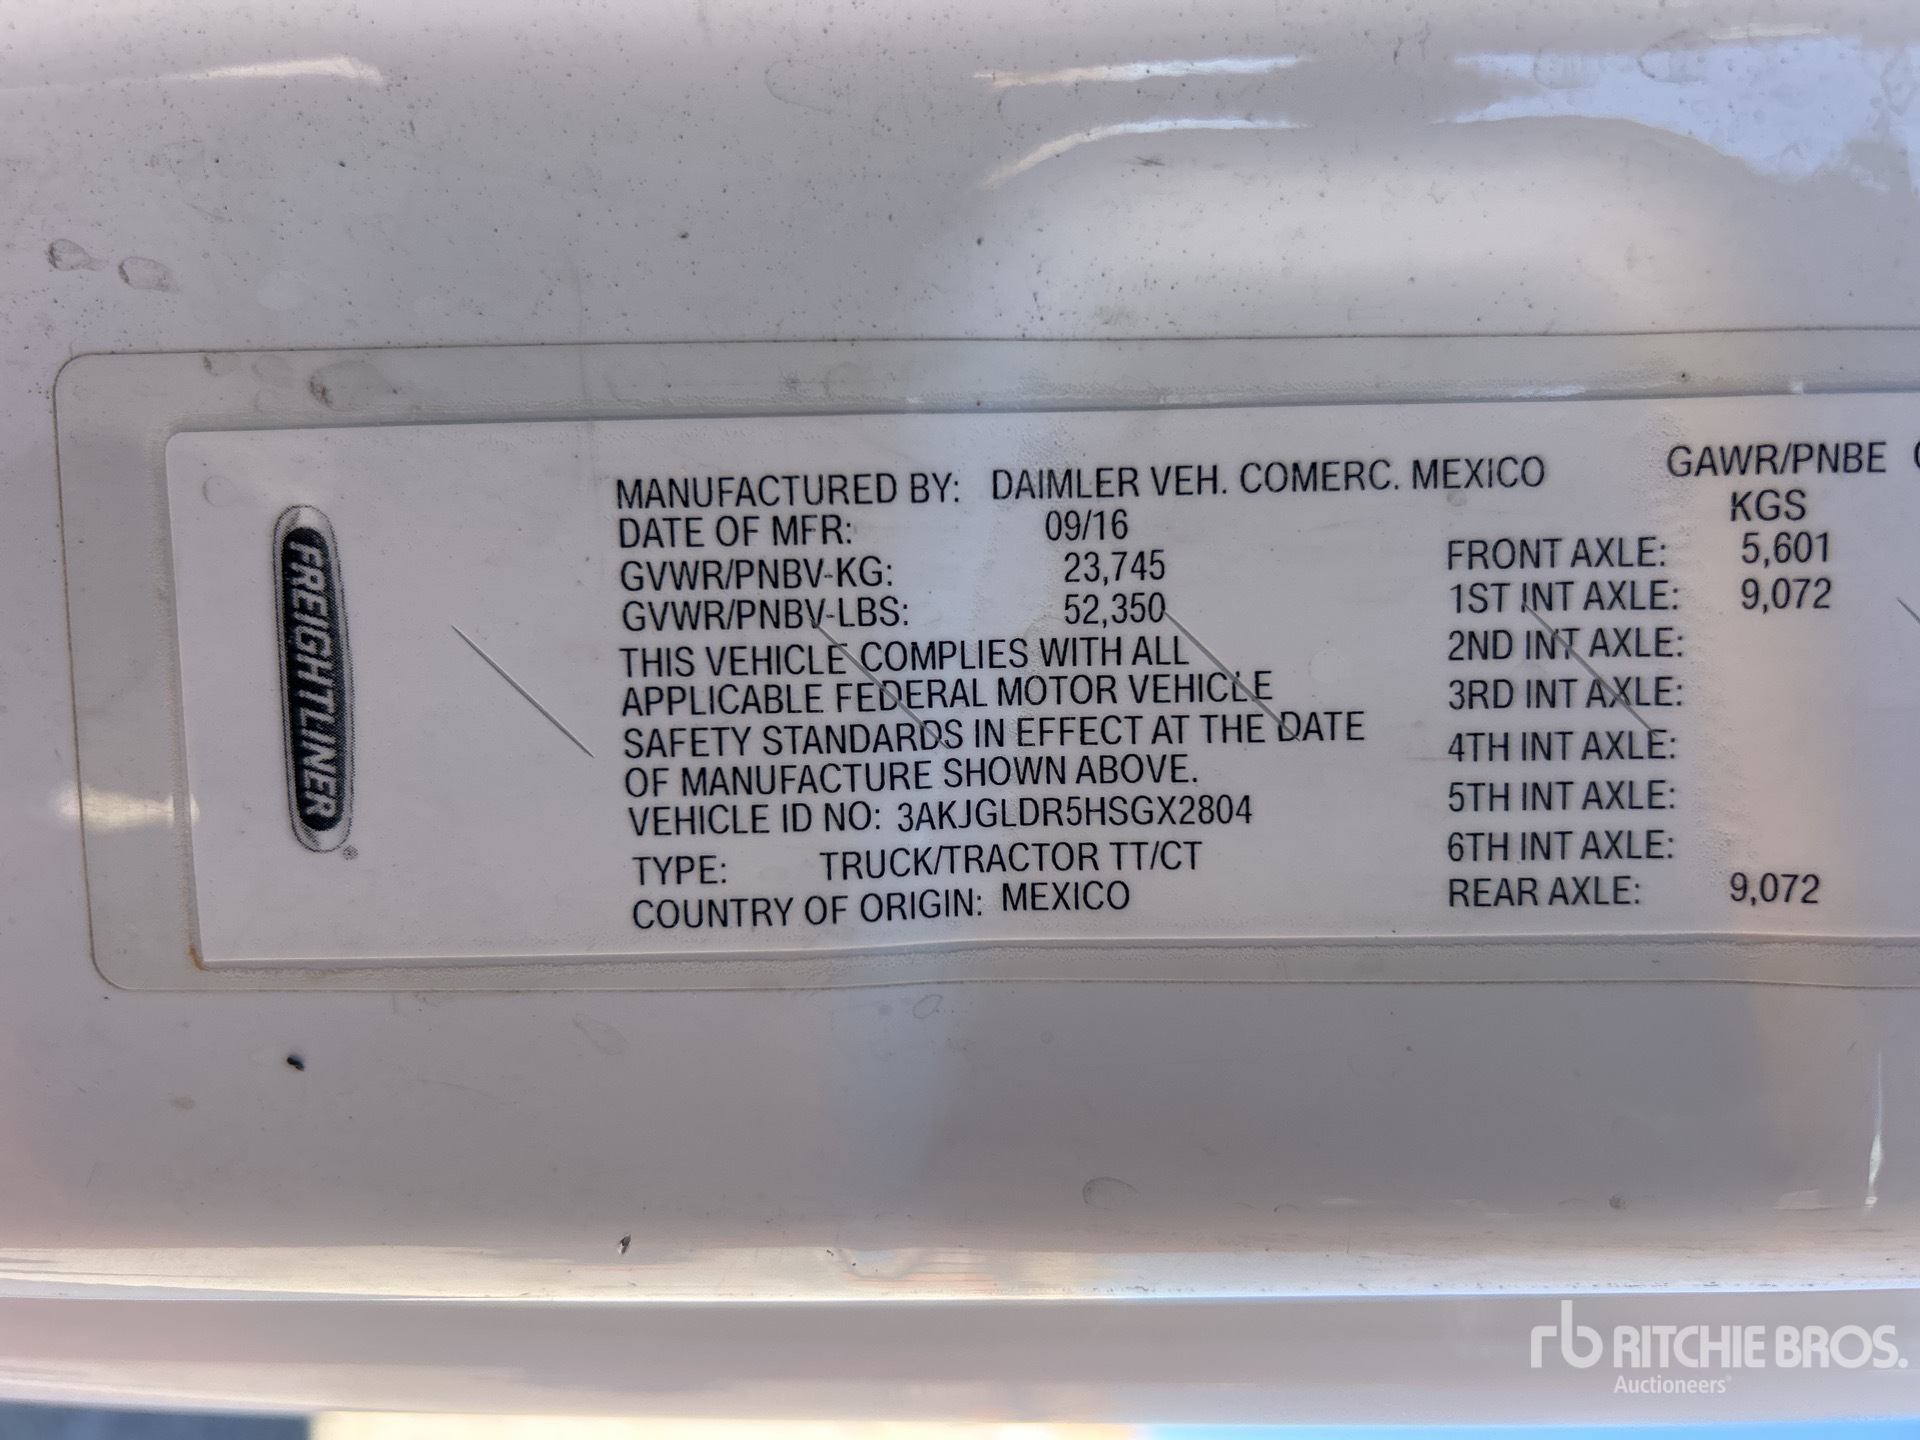 FREIGHTLINER
®
MANUFACTURED BY: DAIMLER VEH. COMERC. MEXICO
DATE OF MFR: 09/16
GVWR/PNBV-KG: 23,745
GVWR/PNBV-LBS: 52,350
THIS VEHICLE COMPLIES WITH ALL
APPLICABLE FEDERAL MOTOR VEHICLE
SAFETY STANDARDS IN EFFECT AT THE DATE
OF MANUFACTURE SHOWN ABOVE.
VEHICLE ID NO: 3AKJGLDR5HSGX2804
TYPE: TRUCK/TRACTOR TT/CT
COUNTRY OF ORIGIN: MEXICO
GAWR/PNBE
KGS
FRONT AXLE: 5,601
1ST INT AXLE: 9,072
2ND INT AXLE:
3RD INT AXLE:
4TH INT AXLE:
5TH INT AXLE:
6TH INT AXLE:
REAR AXLE: 9,072
rb RITCHIE BROS.
Auctioneers